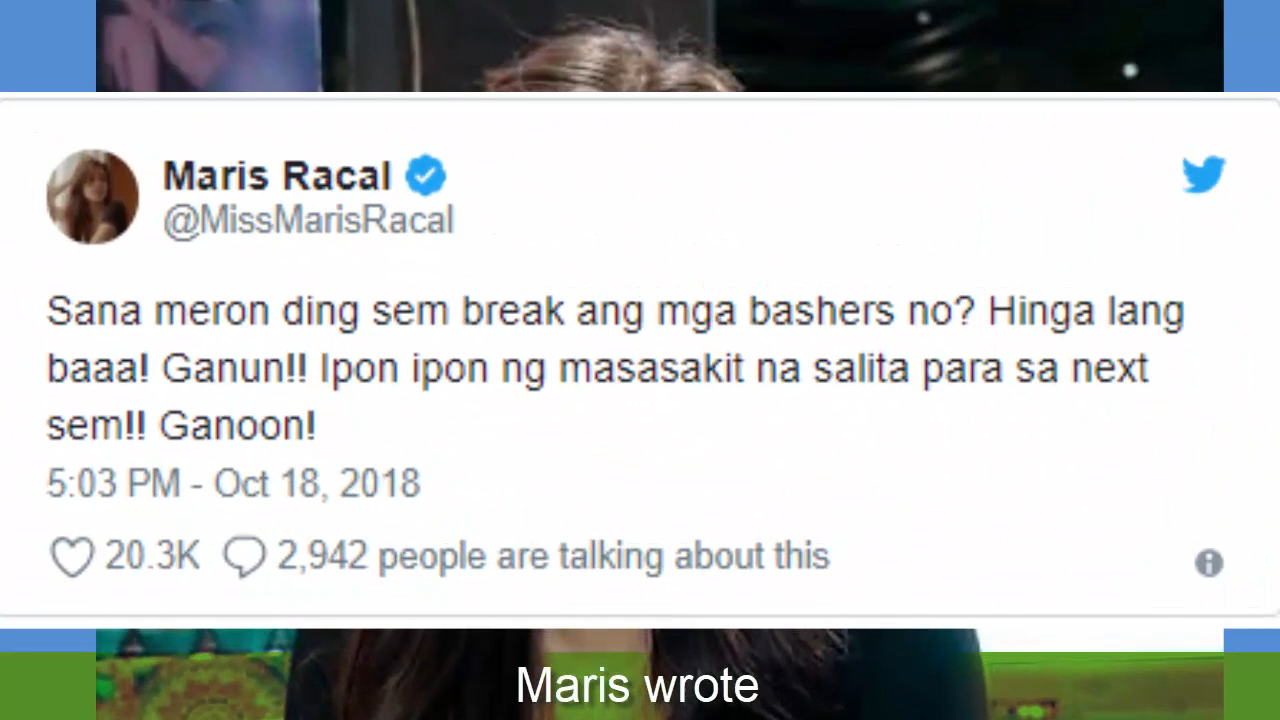 Maris Racal
@MissMarisRacal
Sana meron ding sem break ang mga bashers no? Hinga lang
baaa! Ganun!! Ipon ipon ng masasakit na salita para sa next
sem!! Ganoon!
5:03 PM - Oct 18, 2018
20.3K 2,942 people are talking about this
Maris wrote